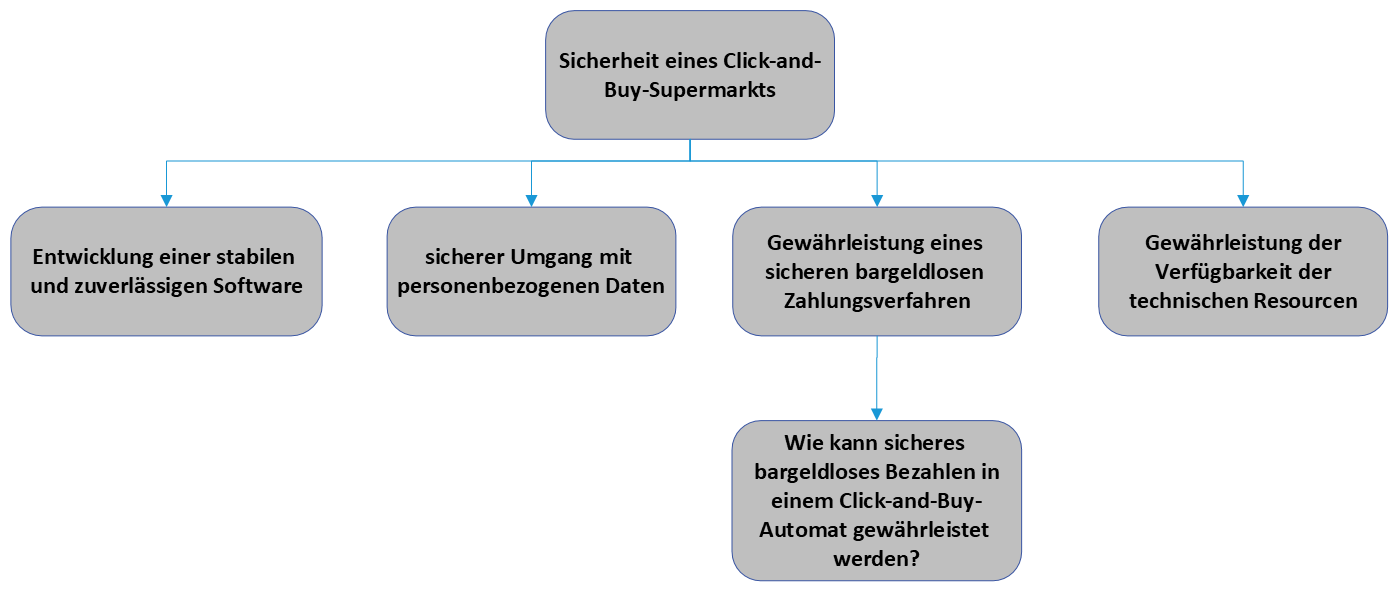 Sicherheit eines Click-and-
Buy-Supermarkts
Entwicklung einer stabilen
und zuverlässigen Software
sicherer Umgang mit
personenbezogenen Daten
Gewährleistung eines
sicheren bargeldlosen
Zahlungsverfahren
Gewährleistung der
Verfügbarkeit der
technischen Resourcen
Wie kann sicheres
bargeldloses Bezahlen in
einem Click-and-Buy-
Automat gewährleistet
werden?